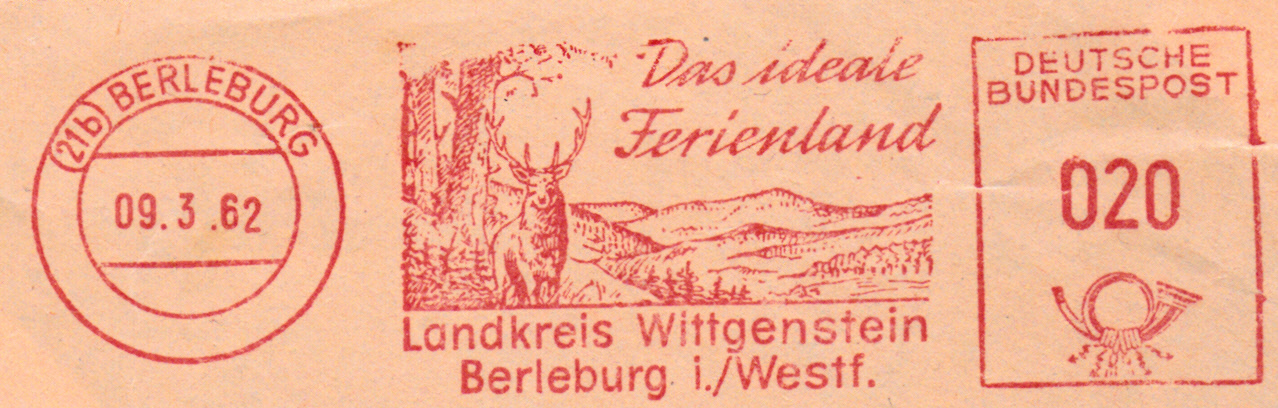 (21b) BERLEBURG
09.3.62
Das ideale
Ferienland
Landkreis Wittgenstein
Berleburg i./Westf.
DEUTSCHE
BUNDESPOST
020